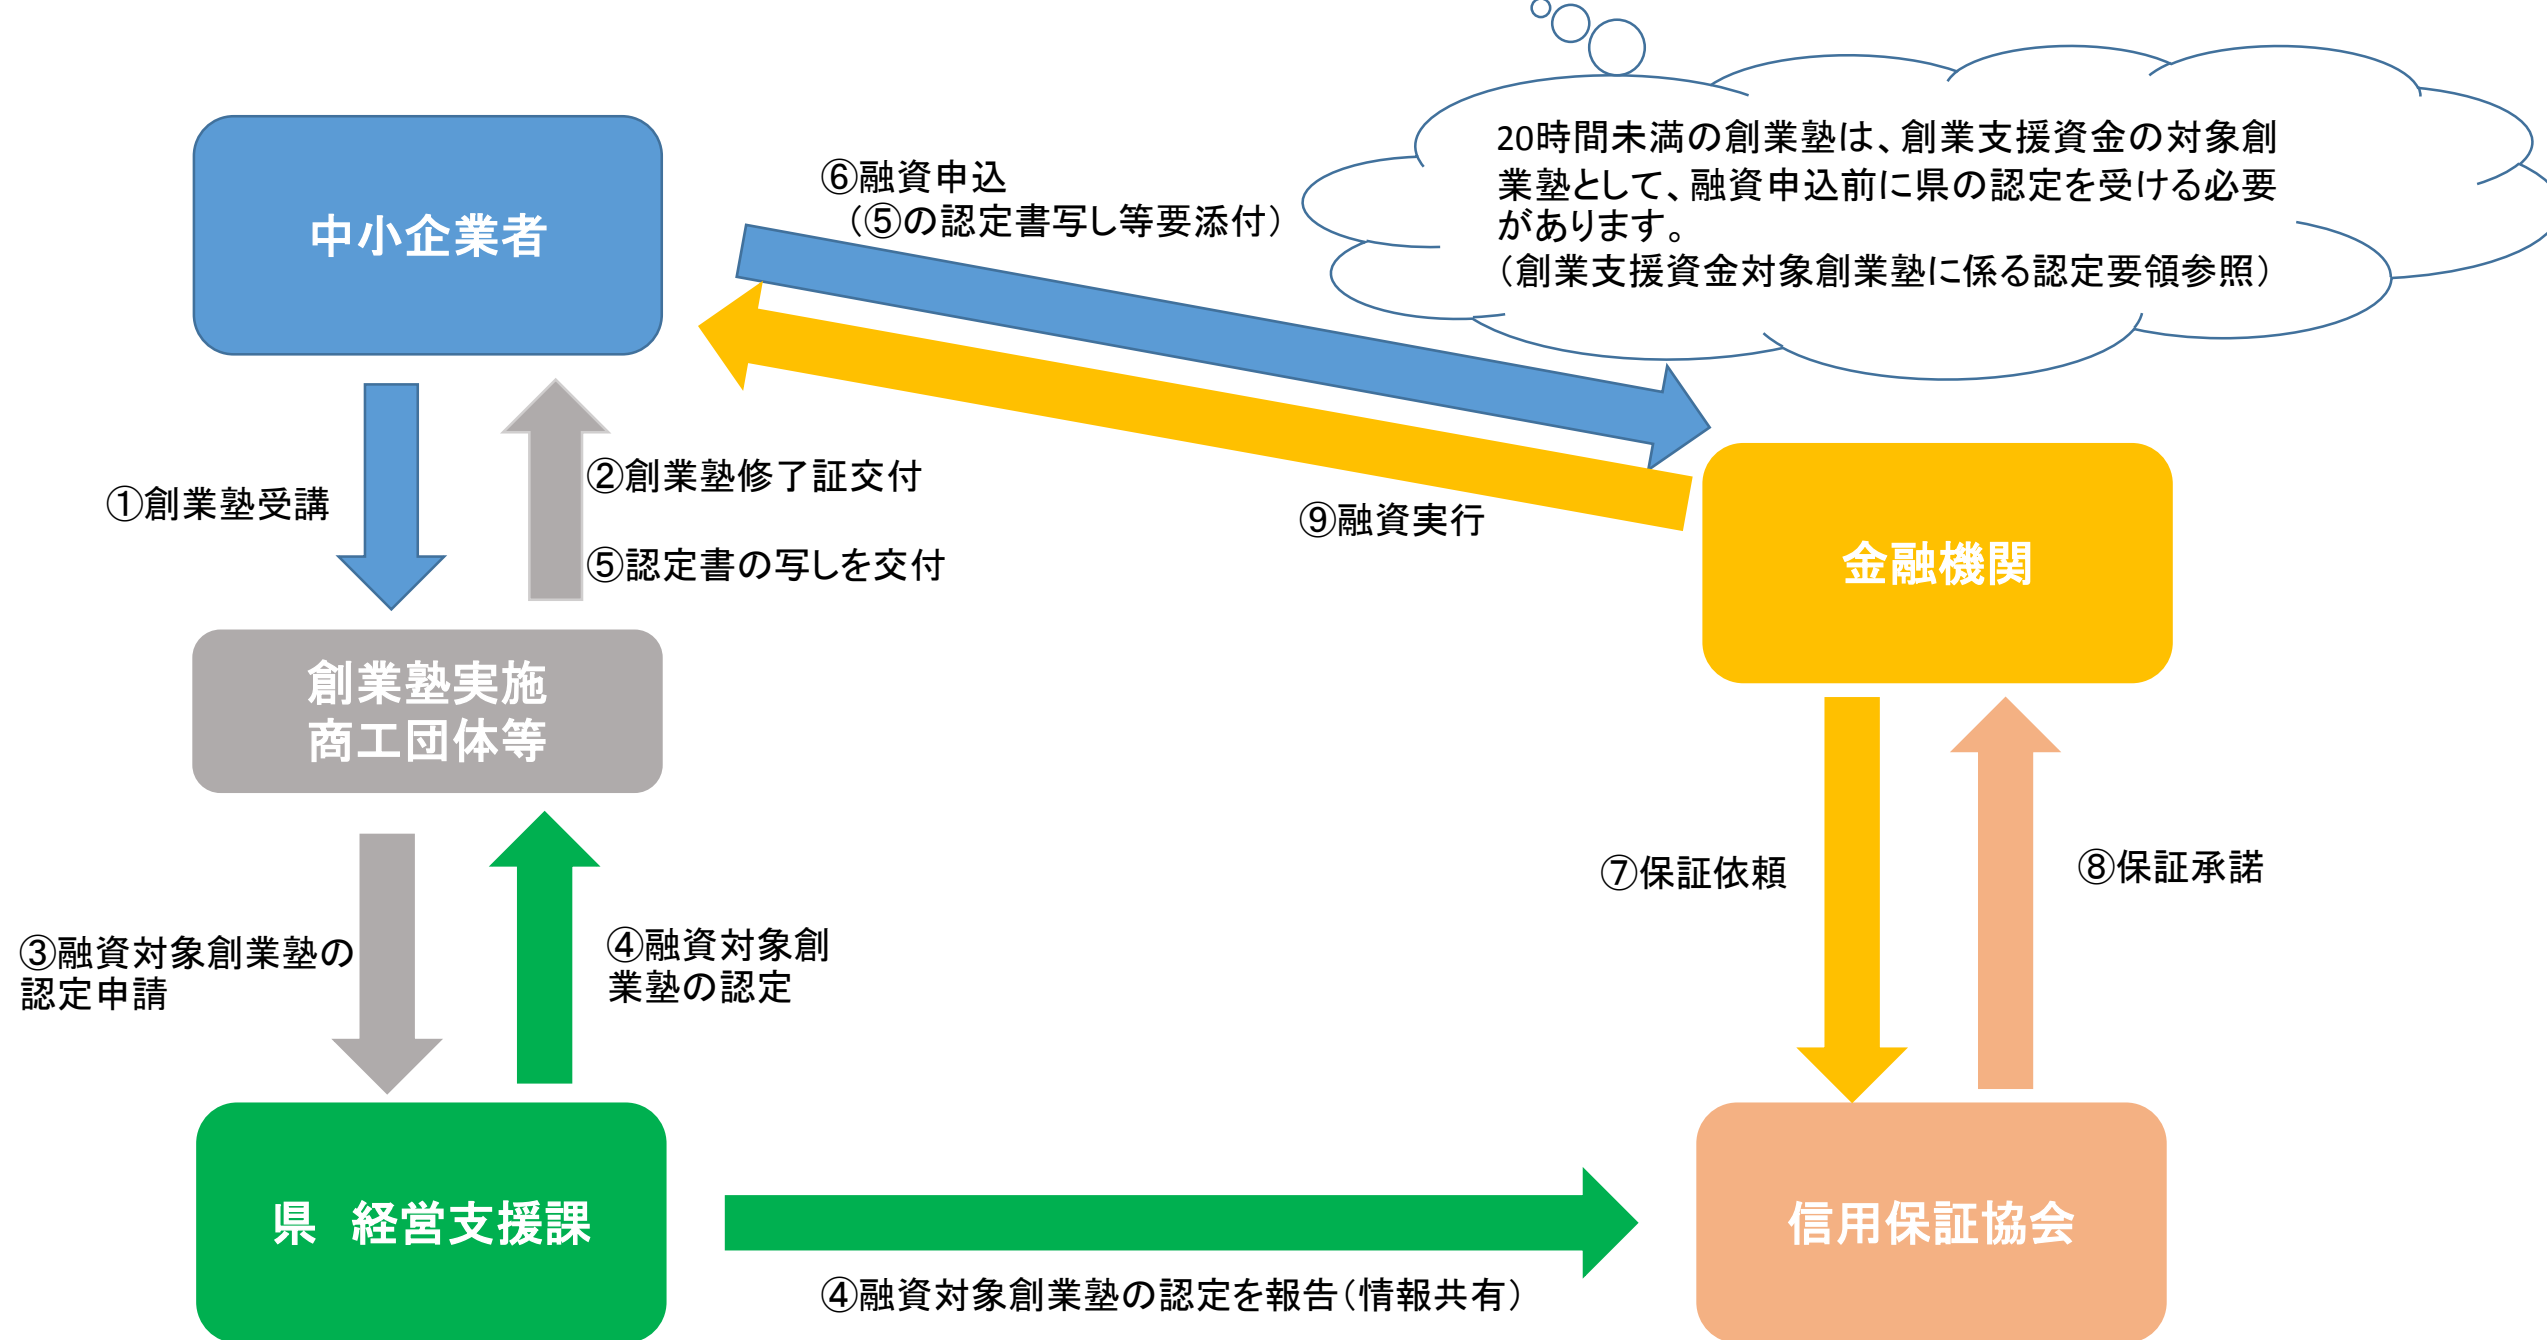 20時間未満の創業塾は、創業支援資金の対象創
業塾として、融資申込前に県の認定を受ける必要
があります。
（創業支援資金対象創業塾に係る認定要領参照）
中小企業者
⑥融資申込
（⑤の認定書写し等要添付）
①創業塾受講
②創業塾修了証交付
⑤認定書の写しを交付
⑨融資実行
金融機関
創業塾実施
商工団体等
③融資対象創業塾の
認定申請
④融資対象創
業塾の認定
⑦保証依頼
⑧保証承諾
県　経営支援課
④融資対象創業塾の認定を報告（情報共有）
信用保証協会